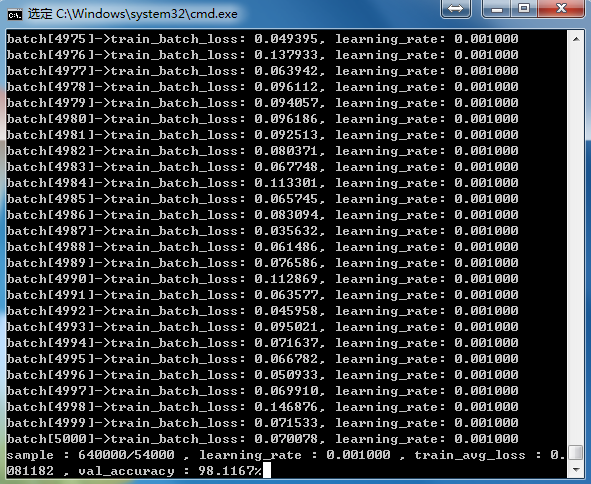 选定 C:\Windows\system32\cmd.exe
batch[4975]->train_batch_loss: 0.049395, learning_rate: 0.001000
batch[4976]->train_batch_loss: 0.137933, learning_rate: 0.001000
batch[4977]->train_batch_loss: 0.063942, learning_rate: 0.001000
batch[4978]->train_batch_loss: 0.096112, learning_rate: 0.001000
batch[4979]->train_batch_loss: 0.094057, learning_rate: 0.001000
batch[4980]->train_batch_loss: 0.096186, learning_rate: 0.001000
batch[4981]->train_batch_loss: 0.092513, learning_rate: 0.001000
batch[4982]->train_batch_loss: 0.080371, learning_rate: 0.001000
batch[4983]->train_batch_loss: 0.067748, learning_rate: 0.001000
batch[4984]->train_batch_loss: 0.113301, learning_rate: 0.001000
batch[4985]->train_batch_loss: 0.065745, learning_rate: 0.001000
batch[4986]->train_batch_loss: 0.083094, learning_rate: 0.001000
batch[4987]->train_batch_loss: 0.035632, learning_rate: 0.001000
batch[4988]->train_batch_loss: 0.061486, learning_rate: 0.001000
batch[4989]->train_batch_loss: 0.076586, learning_rate: 0.001000
batch[4990]->train_batch_loss: 0.112869, learning_rate: 0.001000
batch[4991]->train_batch_loss: 0.063577, learning_rate: 0.001000
batch[4992]->train_batch_loss: 0.045958, learning_rate: 0.001000
batch[4993]->train_batch_loss: 0.095021, learning_rate: 0.001000
batch[4994]->train_batch_loss: 0.071637, learning_rate: 0.001000
batch[4995]->train_batch_loss: 0.066782, learning_rate: 0.001000
batch[4996]->train_batch_loss: 0.050933, learning_rate: 0.001000
batch[4997]->train_batch_loss: 0.069910, learning_rate: 0.001000
batch[4998]->train_batch_loss: 0.146876, learning_rate: 0.001000
batch[4999]->train_batch_loss: 0.071533, learning_rate: 0.001000
batch[5000]->train_batch_loss: 0.070078, learning_rate: 0.001000
sample : 640000/54000 , learning_rate : 0.001000 , train_avg_loss : 0.
081182 , val_accuracy : 98.1167%